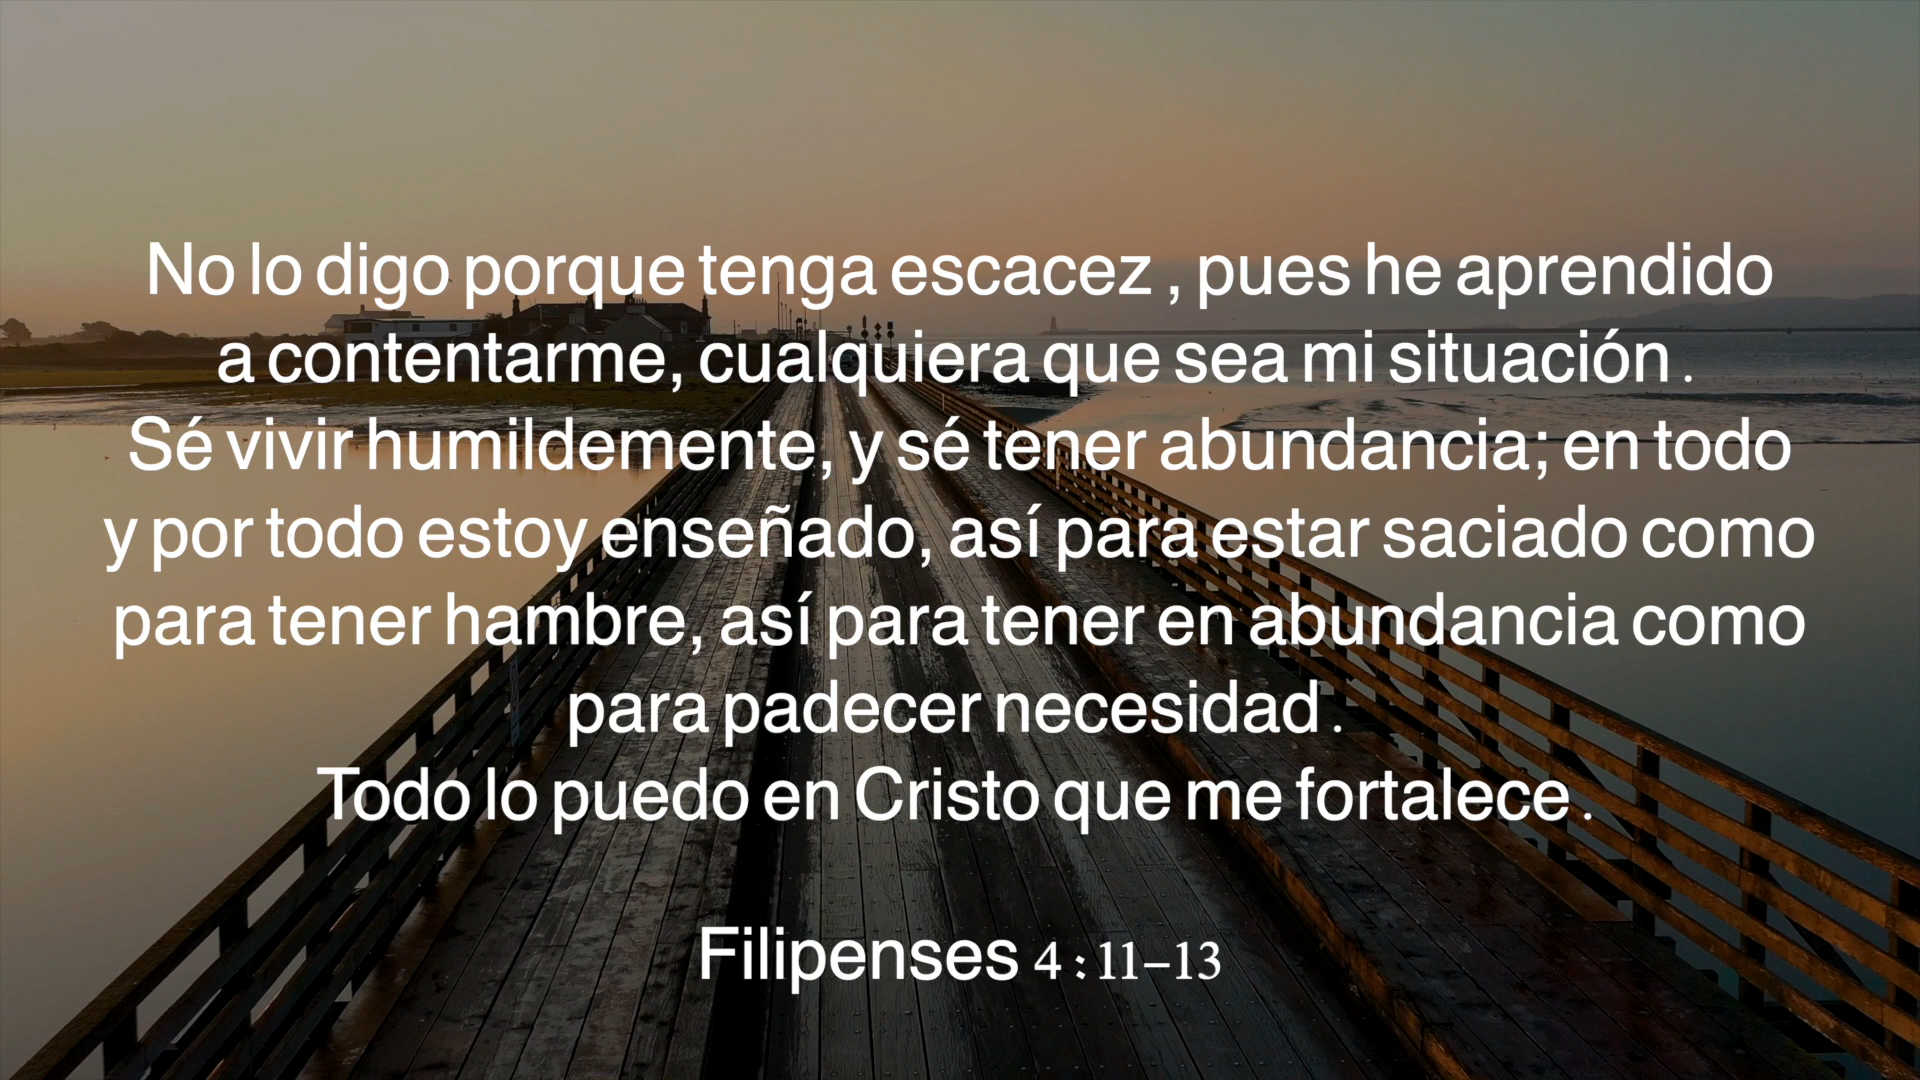 No lo digo porque tenga escacez , pues he aprendido
a contentarme, cualquiera que sea mi situación .
Sé vivir humildemente, y sé tener abundancia; en todo
y por todo estoy enseñado, así para estar saciado como
para tener hambre, así para tener en abundancia como
para padecer necesidad .
Todo lo puedo en Cristo que me fortalece .
Filipenses 4 : 11–13